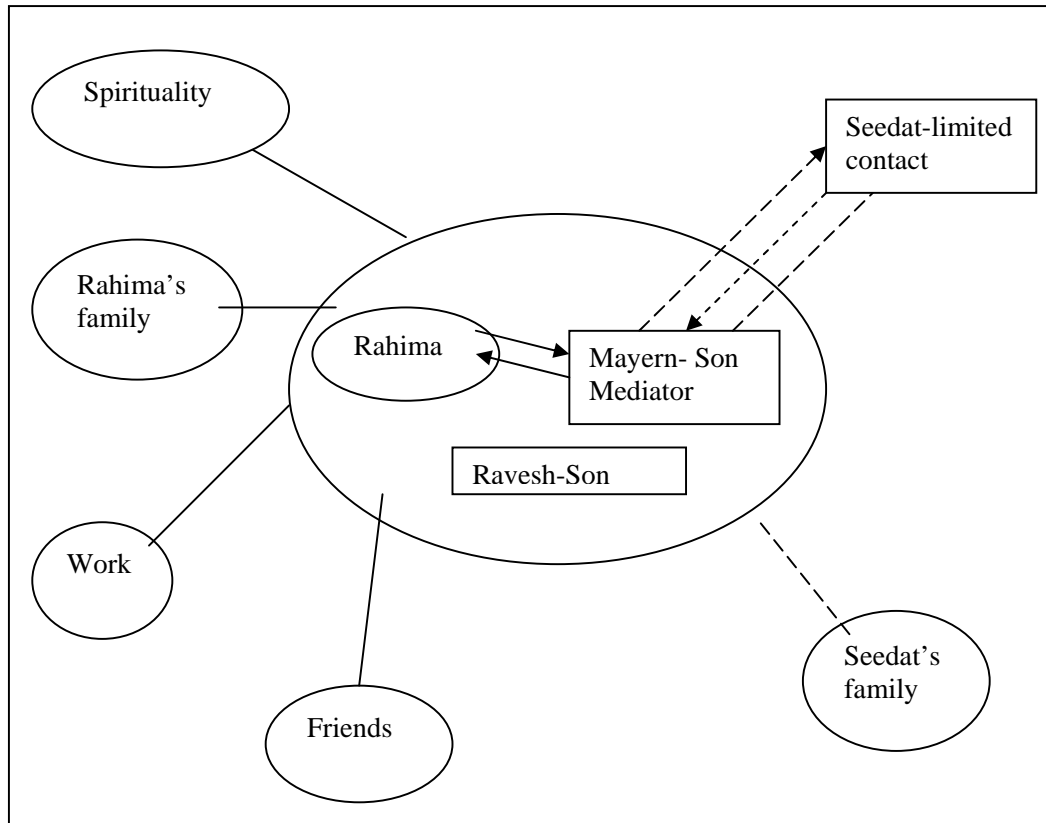 Spirituality
Seedat-limited
contact
Rahima’s
family
Rahima
Mayern- Son
Mediator
Ravesh-Son
Work
Seedat’s
family
Friends